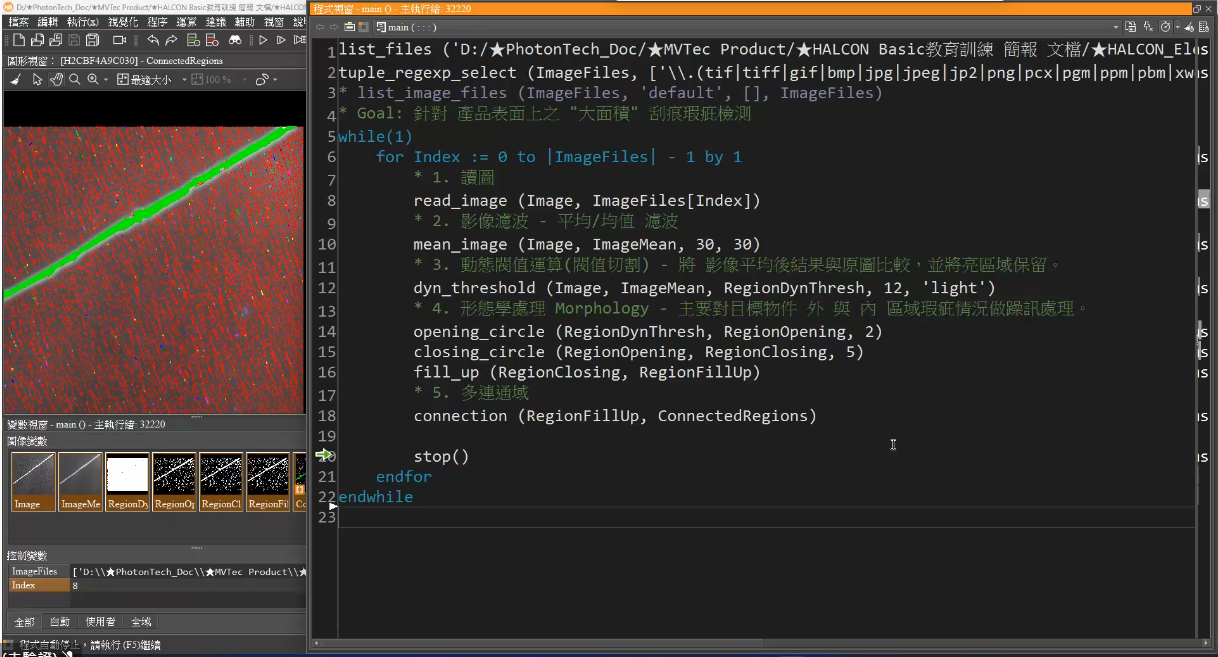 D:/★PhotonTech_Doc/★MVTec Product/★HALCON Basic教育訓練 簡報 文檔/★HALCON
檔案 編輯 執行(x) 視覺化 程序 運算 建議 輔助 視窗
圖形視窗： [H2CBF4A9C030] - ConnectedRegions
最適大小 100 %
變數視窗 - main () - 主執行緒: 32220
圖像變數
Image ImageMe RegionDy RegionOp RegionCl RegionFil Co
控制變數
ImageFiles ['D:\\★PhotonTech_Doc\\★MVTec Product\\★
Index 8
全部 自動 使用者 全域
程式自動停止，請執行 (F5)繼續
程式視窗 - main () - 主執行緒: 32220
main ( : : : )
1 list_files ('D:/★PhotonTech_Doc/★MVTec Product/★HALCON Basic教育訓練 簡報 文檔/★HALCON_Eles
2 tuple_regexp_select (ImageFiles, ['\\.(tif|tiff|gif|bmp|jpg|jpeg|jp2|png|pcx|pgm|ppm|pbm|xw
3 * list_image_files (ImageFiles, 'default', [], ImageFiles)
4 * Goal: 針對 產品表面上之 "大面積" 刮痕瑕疵檢測
5 while(1)
6 for Index := 0 to |ImageFiles| - 1 by 1
7 * 1. 讀圖
8 read_image (Image, ImageFiles[Index])
9 * 2. 影像濾波 - 平均/均值 濾波
10 mean_image (Image, ImageMean, 30, 30)
11 * 3. 動態閥值運算(閥值切割) - 將 影像平均後結果與原圖比較，並將亮區域保留。
12 dyn_threshold (Image, ImageMean, RegionDynThresh, 12, 'light')
13 * 4. 形態學處理 Morphology - 主要對目標物件 外 與 內 區域瑕疵情況做躁訊處理。
14 opening_circle (RegionDynThresh, RegionOpening, 2)
15 closing_circle (RegionOpening, RegionClosing, 5)
16 fill_up (RegionClosing, RegionFillUp)
17 * 5. 多連通域
18 connection (RegionFillUp, ConnectedRegions)
19
20 stop()
21 endfor
22 endwhile
23